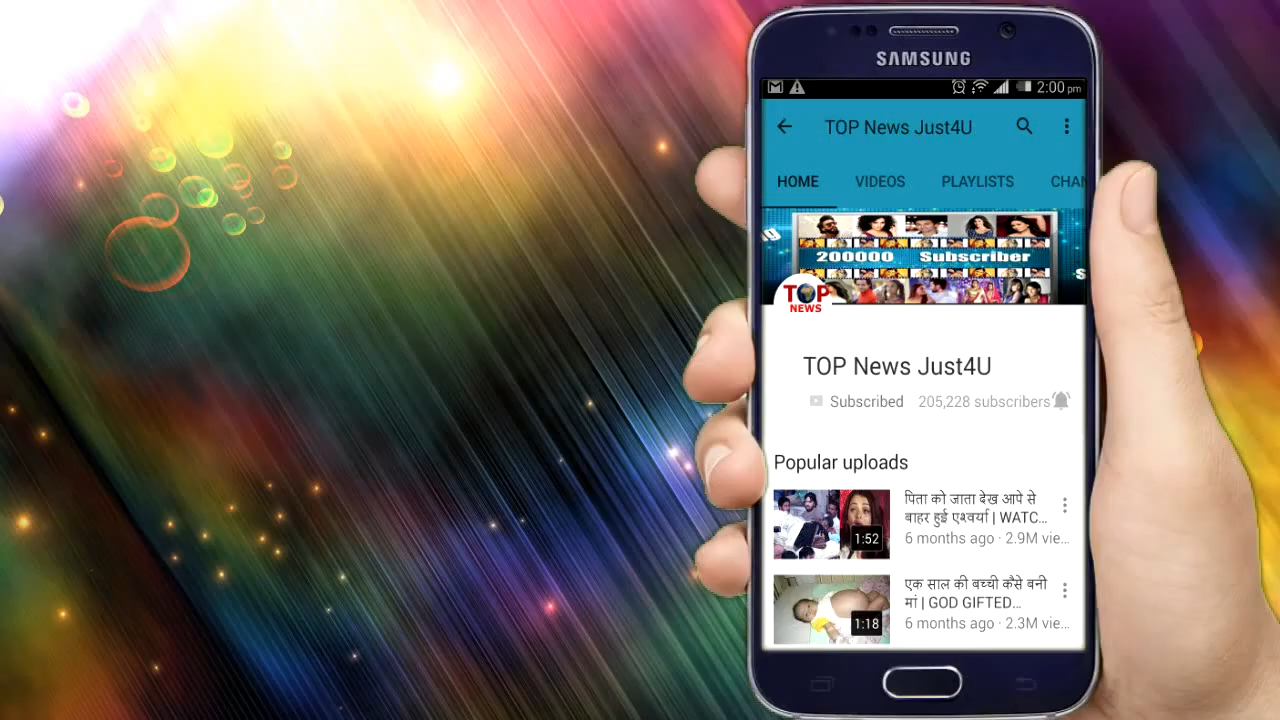 SAMSUNG
2:00 pm
TOP News Just4U
HOME VIDEOS PLAYLISTS CHAN
200000 Subscriber
TOP
NEWS
TOP News Just4U
Subscribed 205,228 subscribers
Popular uploads
पिता को जाता देख आपे से
बाहर हुई एश्वर्या | WATC...
6 months ago · 2.9M vie...
1:52
एक साल की बच्ची कैसे बनी
मां | GOD GIFTED...
6 months ago · 2.3M vie...
1:18